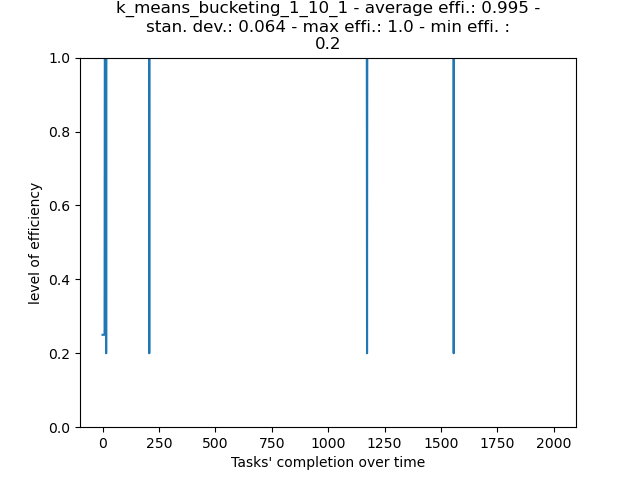 k_means_bucketing_1_10_1 - average effi.: 0.995 -
stan. dev.: 0.064 - max effi.: 1.0 - min effi. :
0.2
1.0
0.8
0.6
0.4
0.2
0.0
level of efficiency
0 250 500 750 1000 1250 1500 1750 2000
Tasks' completion over time